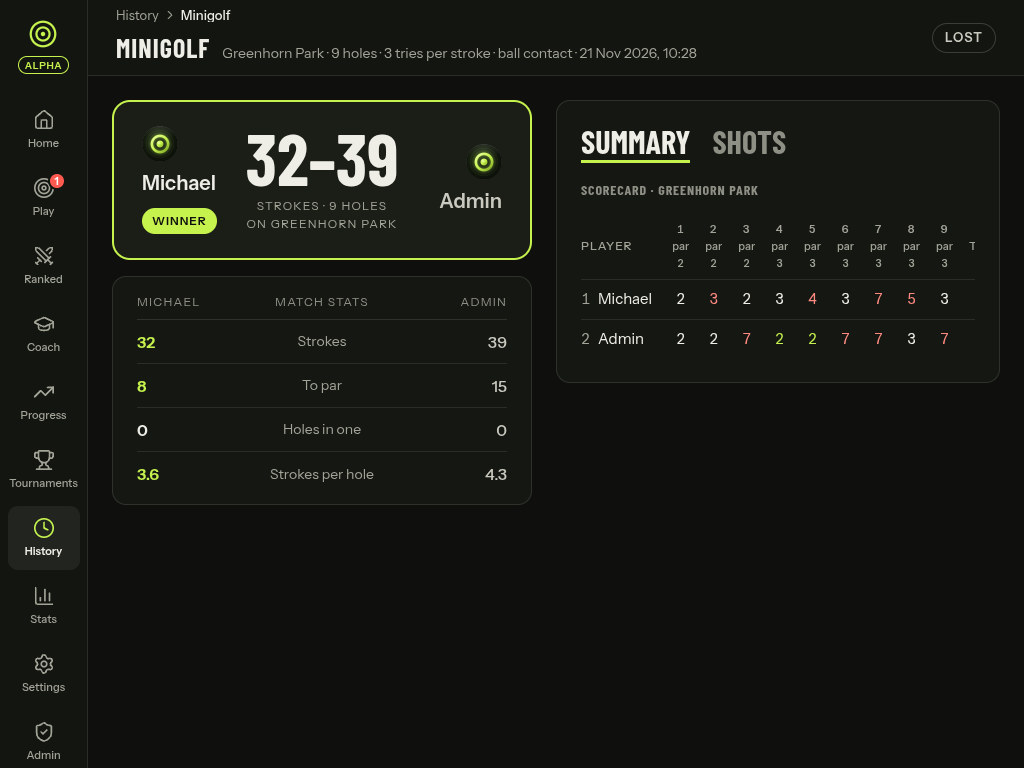 History > Minigolf
MINIGOLF Greenhorn Park · 9 holes · 3 tries per stroke · ball contact · 21 Nov 2026, 10:28
LOST
ALPHA
Home
1
Play
Ranked
Coach
Progress
Tournaments
History
Stats
Settings
Admin
Michael
WINNER
32–39
STROKES · 9 HOLES
ON GREENHORN PARK
Admin
MICHAEL MATCH STATS ADMIN
32 Strokes 39
8 To par 15
0 Holes in one 0
3.6 Strokes per hole 4.3
SUMMARY SHOTS
SCORECARD · GREENHORN PARK
1 2 3 4 5 6 7 8 9
PLAYER par par par par par par par par par T
2 2 2 3 3 3 3 3 3
1 Michael 2 3 2 3 4 3 7 5 3
2 Admin 2 2 7 2 2 7 7 3 7